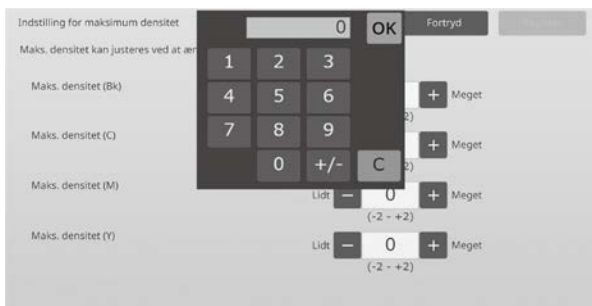 Indstilling for maksimum densitet
0
OK
Fortryd
Maks. densitet kan justeres ved at
1 2 3
Maks. densitet (Bk)
4 5 6
+ Meget
2)
Maks. densitet (C)
7 8 9
+ Meget
2)
0 +/- C
Maks. densitet (M)
Lidt − 0 + Meget
(-2 - +2)
Maks. densitet (Y)
Lidt − 0 + Meget
(-2 - +2)